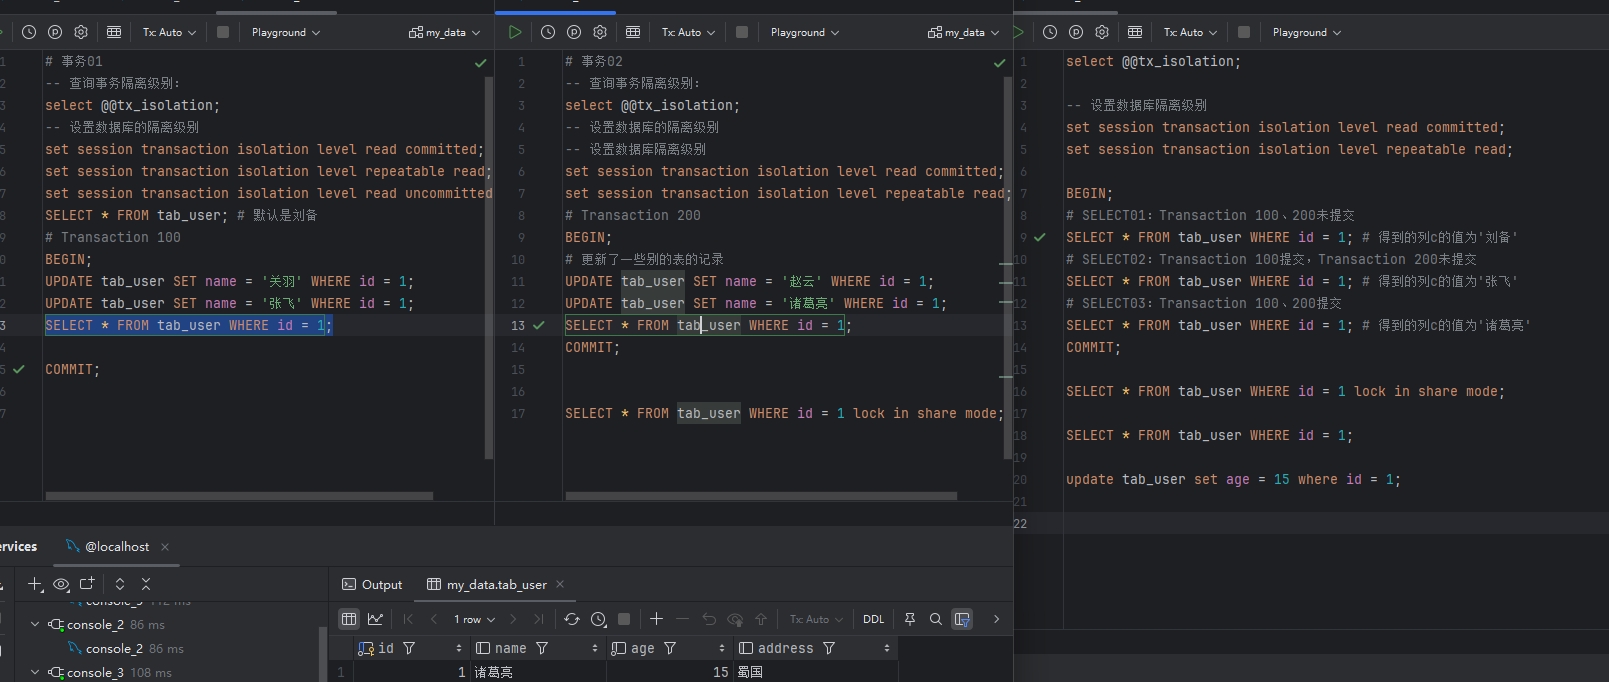 Tx: Auto
Playground
my_data
1
# 事务01
2
-- 查询事务隔离级别:
3
select @@tx_isolation;
4
-- 设置数据库的隔离级别
5
set session transaction isolation level read committed;
6
set session transaction isolation level repeatable read;
7
set session transaction isolation level read uncommitted
8
SELECT * FROM tab_user; # 默认是刘备
9
# Transaction 100
0
BEGIN;
1
UPDATE tab_user SET name = '关羽' WHERE id = 1;
2
UPDATE tab_user SET name = '张飞' WHERE id = 1;
3
SELECT * FROM tab_user WHERE id = 1;
4
5
COMMIT;
6
7
Tx: Auto
Playground
my_data
1
# 事务02
2
-- 查询事务隔离级别:
3
select @@tx_isolation;
4
-- 设置数据库的隔离级别
5
-- 设置数据库隔离级别
6
set session transaction isolation level read committed;
7
set session transaction isolation level repeatable read;
8
# Transaction 200
9
BEGIN;
10
# 更新了一些别的表的记录
11
UPDATE tab_user SET name = '赵云' WHERE id = 1;
12
UPDATE tab_user SET name = '诸葛亮' WHERE id = 1;
13
SELECT * FROM tab_user WHERE id = 1;
14
COMMIT;
15
16
17
SELECT * FROM tab_user WHERE id = 1 lock in share mode;
Tx: Auto
Playground
1
select @@tx_isolation;
2
3
-- 设置数据库隔离级别
4
set session transaction isolation level read committed;
5
set session transaction isolation level repeatable read;
6
7
BEGIN;
8
# SELECT01: Transaction 100、200未提交
9
SELECT * FROM tab_user WHERE id = 1; # 得到的列c的值为'刘备'
10
# SELECT02: Transaction 100提交, Transaction 200未提交
11
SELECT * FROM tab_user WHERE id = 1; # 得到的列c的值为'张飞'
12
# SELECT03: Transaction 100、200提交
13
SELECT * FROM tab_user WHERE id = 1; # 得到的列c的值为'诸葛亮'
14
COMMIT;
15
16
SELECT * FROM tab_user WHERE id = 1 lock in share mode;
17
18
SELECT * FROM tab_user WHERE id = 1;
19
20
update tab_user set age = 15 where id = 1;
21
22
ervices
@localhost
console_2 86 ms
console_2 86 ms
console_3 108 ms
Output
my_data.tab_user
1 row
Tx: Auto
DDL
id name age address
1 1 诸葛亮 15 蜀国